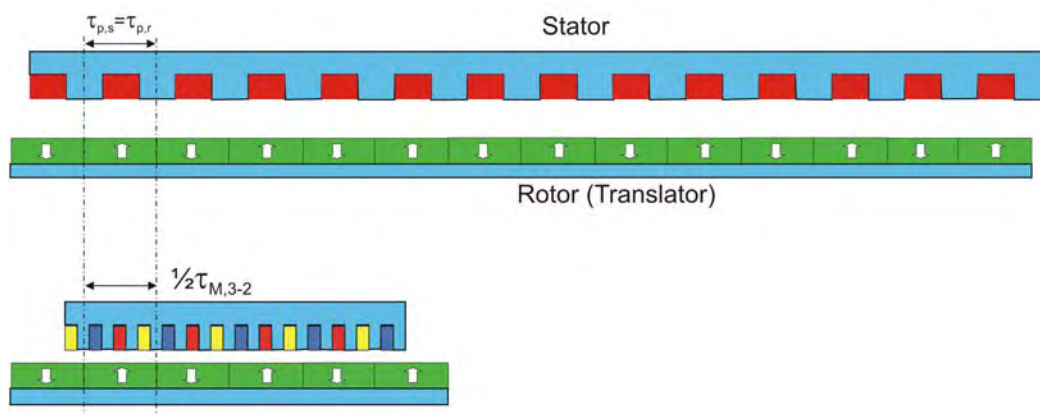 τp,s=τp,r
Stator
Rotor (Translator)
½τM,3-2